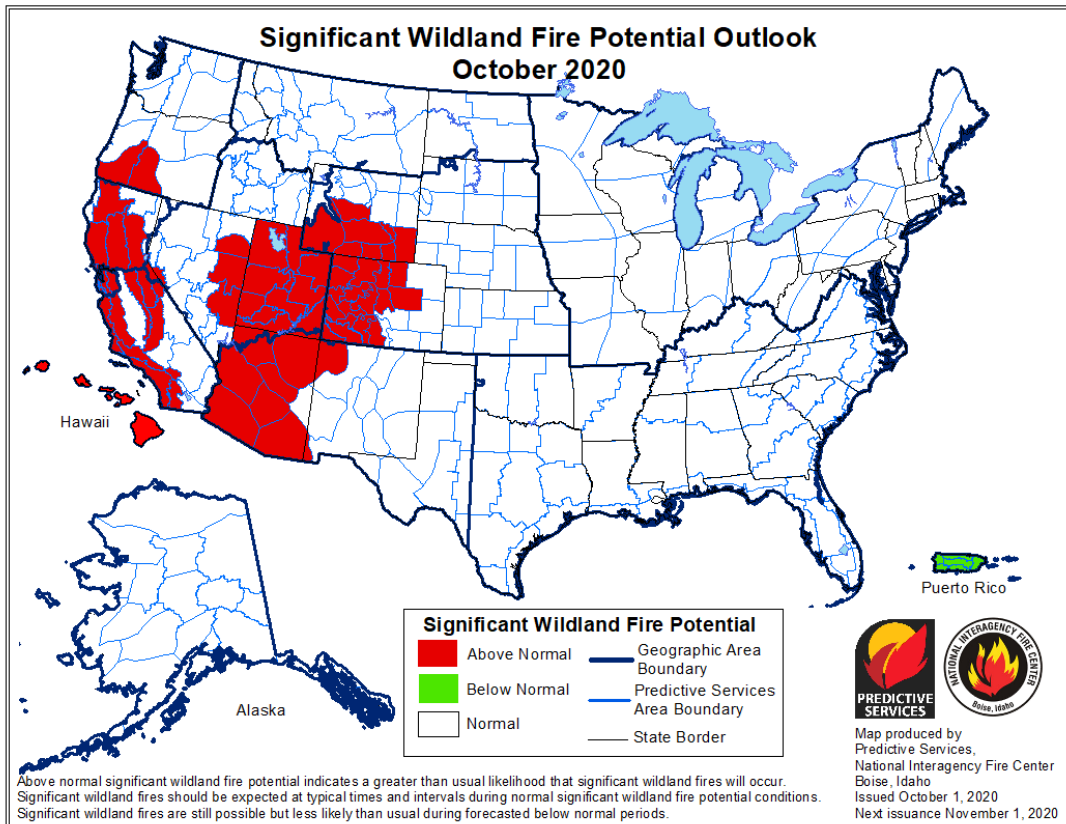 Significant Wildland Fire Potential Outlook
October 2020
Hawaii
Alaska
Puerto Rico
Significant Wildland Fire Potential
Above Normal
Below Normal
Normal
Geographic Area
Boundary
Predictive Services
Area Boundary
State Border
PREDICTIVE
SERVICES
NATIONAL INTERAGENCY FIRE CENTER
Boise, Idaho
Map produced by
Predictive Services,
National Interagency Fire Center
Boise, Idaho
Issued October 1, 2020
Next issuance November 1, 2020
Above normal significant wildland fire potential indicates a greater than usual likelihood that significant wildland fires will occur.
Significant wildland fires should be expected at typical times and intervals during normal significant wildland fire potential conditions.
Significant wildland fires are still possible but less likely than usual during forecasted below normal periods.